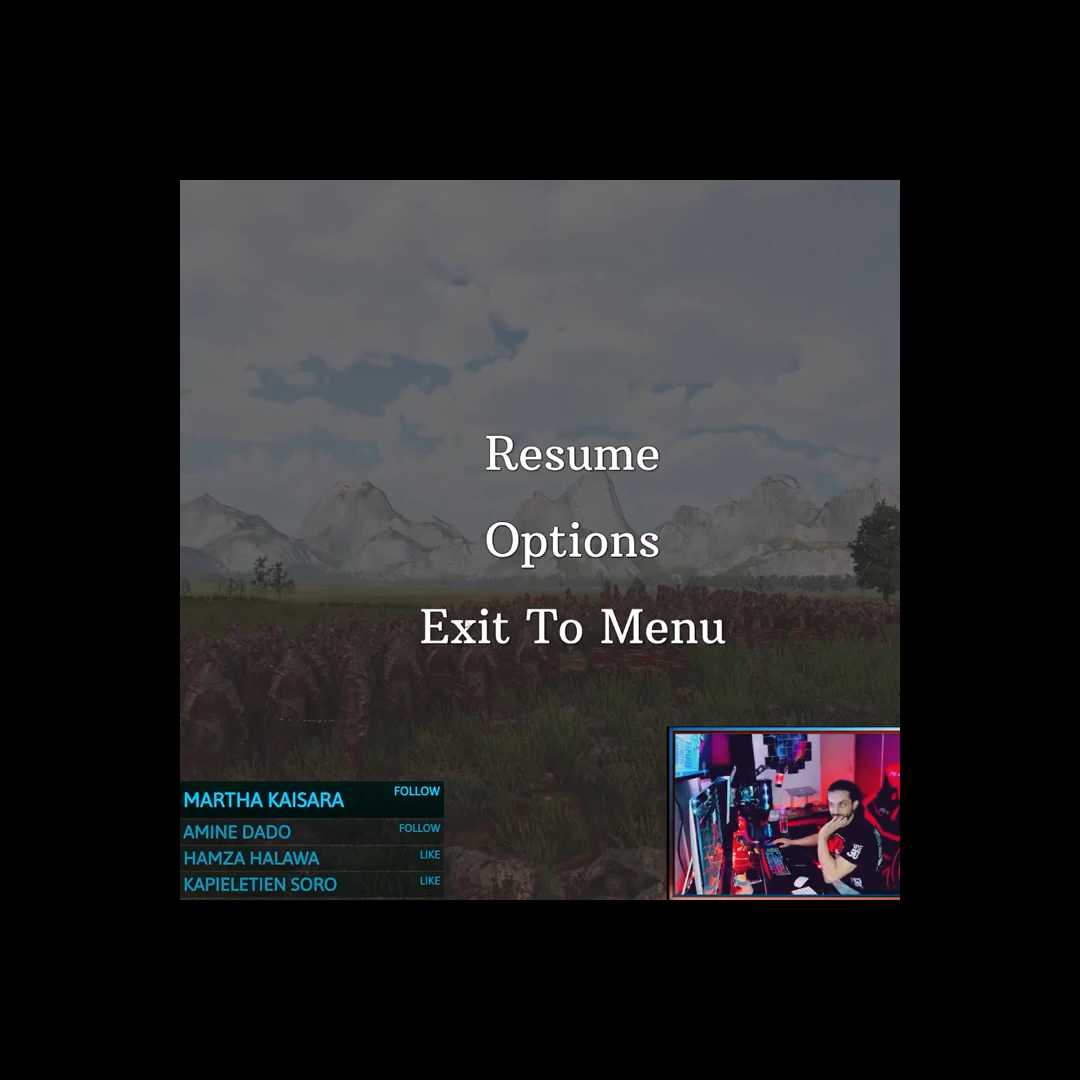 Resume
Options
Exit To Menu
MARTHA KAISARA FOLLOW
AMINE DADO FOLLOW
HAMZA HALAWA LIKE
KAPIELETIEN SORO LIKE